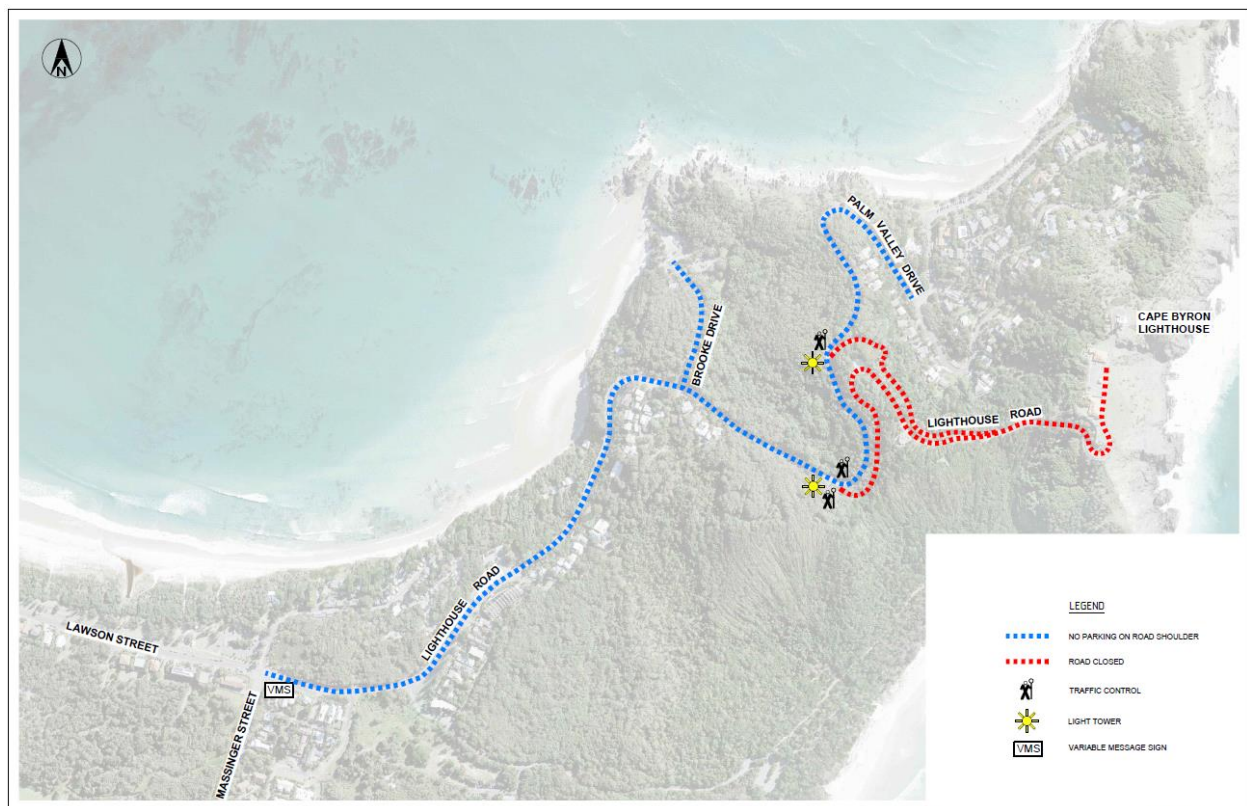 N
PALM VALLEY DRIVE
CAPE BYRON
LIGHTHOUSE
BROOKE DRIVE
LIGHTHOUSE ROAD
LIGHTHOUSE ROAD
LAWSON STREET
VMS
MASSINGER STREET
LEGEND
NO PARKING ON ROAD SHOULDER
ROAD CLOSED
TRAFFIC CONTROL
LIGHT TOWER
VMS VARIABLE MESSAGE SIGN